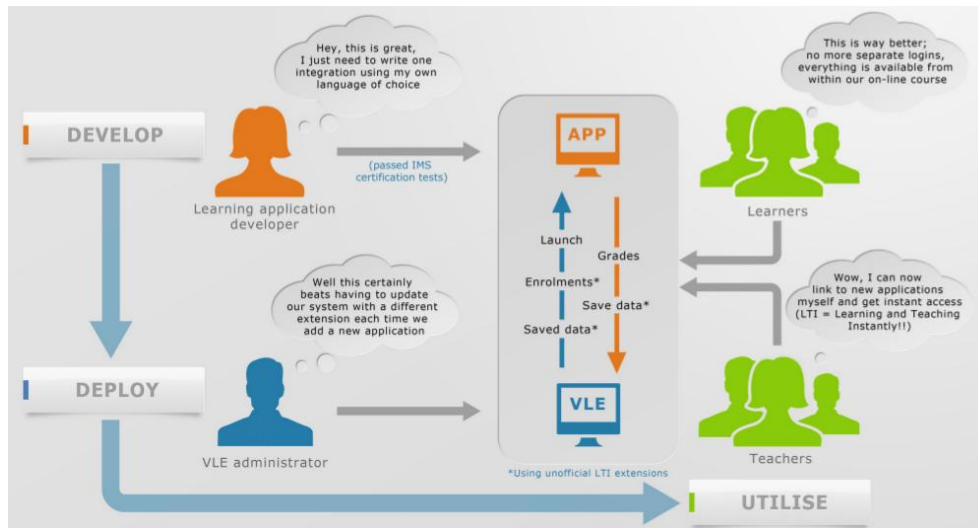 Hey, this is great,
I just need to write one
integration using my own
language of choice
This is way better;
no more separate logins,
everything is available from
within our on-line course
DEVELOP
APP
(passed IMS
certification tests)
Learning application
developer
Learners
Launch
Grades
Enrolments*
Save data*
Saved data*
Well this certainly
beats having to update
our system with a different
extension each time we
add a new application
Wow, I can now
link to new applications
myself and get instant access
(LTI = Learning and Teaching
Instantly!!)
DEPLOY
VLE
VLE administrator
Teachers
*Using unofficial LTI extensions
UTILISE